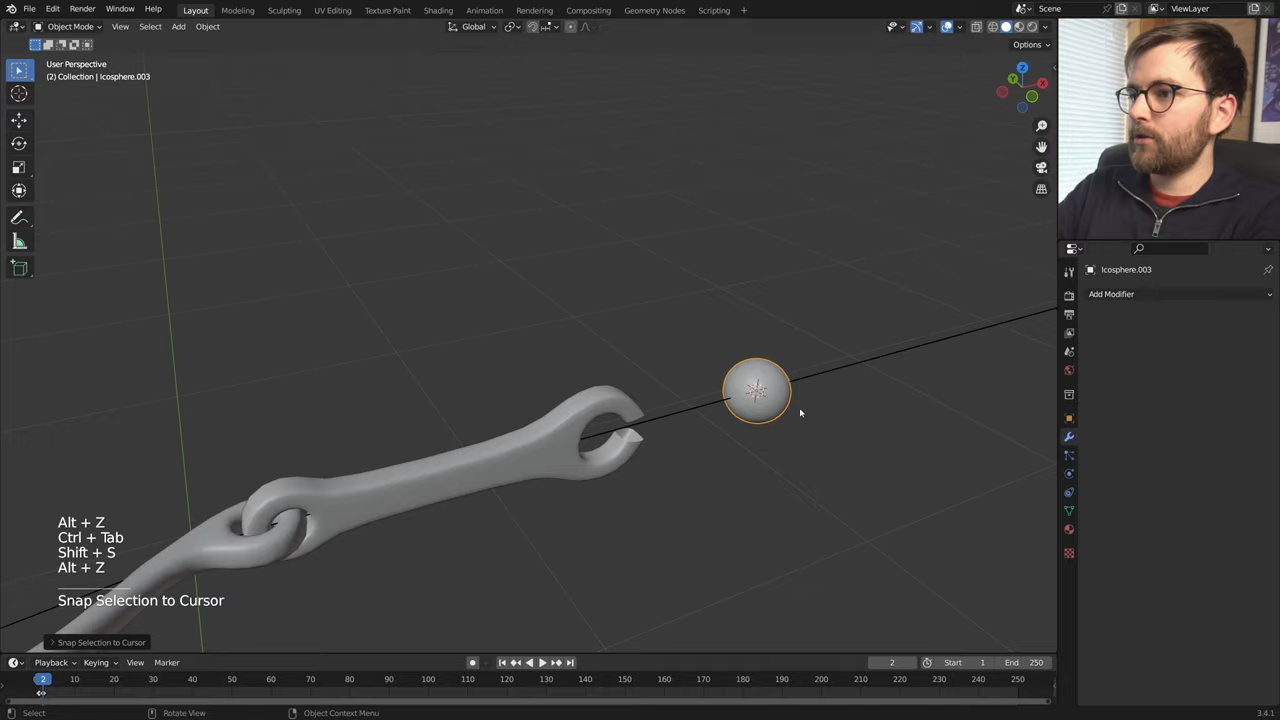 File Edit Render Window Help Layout Modeling Sculpting UV Editing Texture Paint Shading Animation Rendering Compositing Geometry Nodes Scripting Scene ViewLayer
Object Mode View Select Add Object Global
Options
User Perspective
(2) Collection | Icosphere.003
Z
Y
X
Icosphere.003
Add Modifier
Alt + Z
Ctrl + Tab
Shift + S
Alt + Z
Snap Selection to Cursor
Snap Selection to Cursor
Playback Keying View Marker 2 Start 1 End 250
2 10 20 30 40 50 60 70 80 90 100 110 120 130 140 150 160 170 180 190 200 210 220 230 240 250
Select Rotate View Object Context Menu 3.4.1